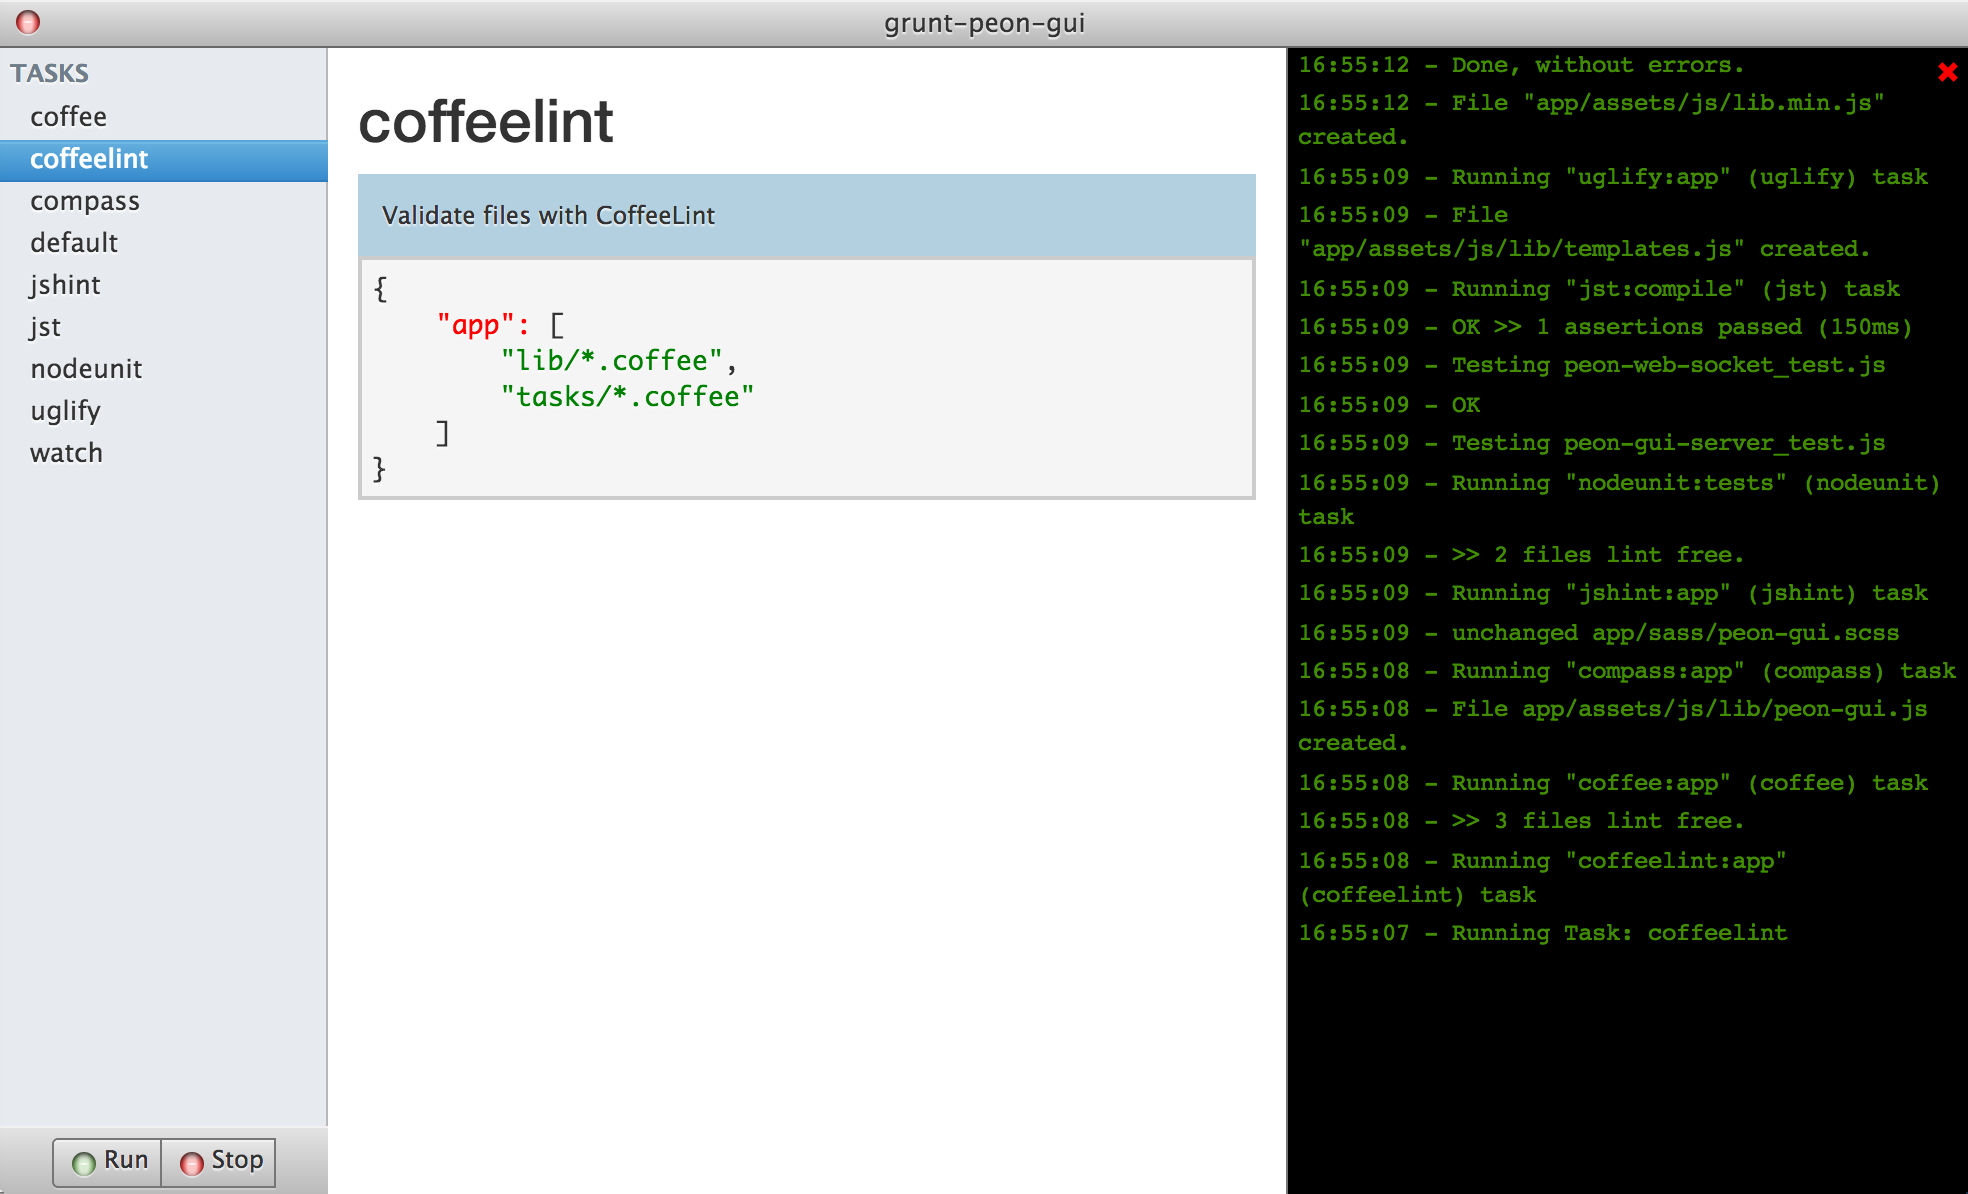 grunt-peon-gui
TASKS
coffee
coffeelint
compass
default
jshint
jst
nodeunit
uglify
watch
Run
Stop
coffeelint
Validate files with CoffeeLint
{
    "app": [
        "lib/*.coffee",
        "tasks/*.coffee"
    ]
}
16:55:12 - Done, without errors.
16:55:12 - File "app/assets/js/lib.min.js"
created.
16:55:09 - Running "uglify:app" (uglify) task
16:55:09 - File
"app/assets/js/lib/templates.js" created.
16:55:09 - Running "jst:compile" (jst) task
16:55:09 - OK >> 1 assertions passed (150ms)
16:55:09 - Testing peon-web-socket_test.js
16:55:09 - OK
16:55:09 - Testing peon-gui-server_test.js
16:55:09 - Running "nodeunit:tests" (nodeunit)
task
16:55:09 - >> 2 files lint free.
16:55:09 - Running "jshint:app" (jshint) task
16:55:09 - unchanged app/sass/peon-gui.scss
16:55:08 - Running "compass:app" (compass) task
16:55:08 - File app/assets/js/lib/peon-gui.js
created.
16:55:08 - Running "coffee:app" (coffee) task
16:55:08 - >> 3 files lint free.
16:55:08 - Running "coffeelint:app"
(coffeelint) task
16:55:07 - Running Task: coffeelint